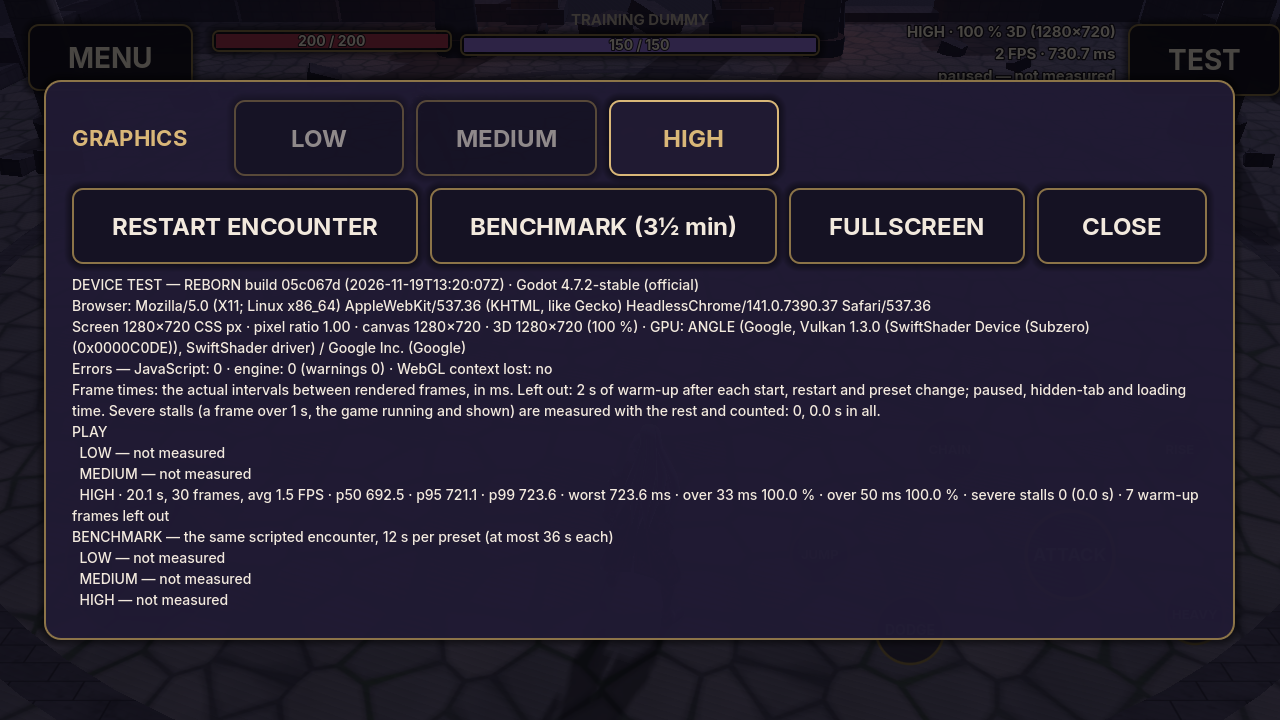 TRAINING DUMMY
MENU
200 / 200
150 / 150
HIGH · 100 % 3D (1280×720)
2 FPS · 730.7 ms
paused — not measured
TEST
GRAPHICS
LOW
MEDIUM
HIGH
RESTART ENCOUNTER
BENCHMARK (3½ min)
FULLSCREEN
CLOSE
DEVICE TEST — REBORN build 05c067d (2026-11-19T13:20:07Z) · Godot 4.7.2-stable (official)
Browser: Mozilla/5.0 (X11; Linux x86_64) AppleWebKit/537.36 (KHTML, like Gecko) HeadlessChrome/141.0.7390.37 Safari/537.36
Screen 1280×720 CSS px · pixel ratio 1.00 · canvas 1280×720 · 3D 1280×720 (100 %) · GPU: ANGLE (Google, Vulkan 1.3.0 (SwiftShader Device (Subzero)
(0x0000C0DE)), SwiftShader driver) / Google Inc. (Google)
Errors — JavaScript: 0 · engine: 0 (warnings 0) · WebGL context lost: no
Frame times: the actual intervals between rendered frames, in ms. Left out: 2 s of warm-up after each start, restart and preset change; paused, hidden-tab and loading
time. Severe stalls (a frame over 1 s, the game running and shown) are measured with the rest and counted: 0, 0.0 s in all.
PLAY
LOW — not measured
MEDIUM — not measured
HIGH · 20.1 s, 30 frames, avg 1.5 FPS · p50 692.5 · p95 721.1 · p99 723.6 · worst 723.6 ms · over 33 ms 100.0 % · over 50 ms 100.0 % · severe stalls 0 (0.0 s) · 7 warm-up
frames left out
BENCHMARK — the same scripted encounter, 12 s per preset (at most 36 s each)
LOW — not measured
MEDIUM — not measured
HIGH — not measured